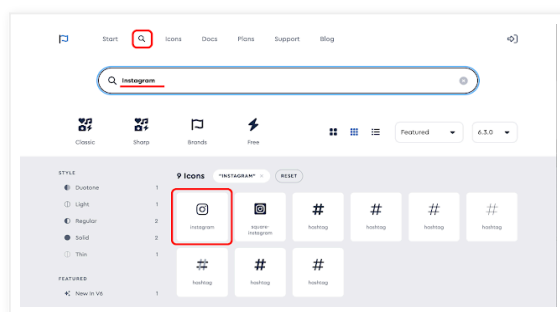 Start Icons Docs Plans Support Blog
Instagram
Classic Sharp Brands Free
Featured 6.3.0
STYLE
9 Icons "INSTAGRAM" × RESET
Duotone 1
Light 1
Regular 2
Solid 2
Thin 1
FEATURED
New in V6 1
instagram square-instagram hashtag hashtag hashtag hashtag
hashtag hashtag hashtag